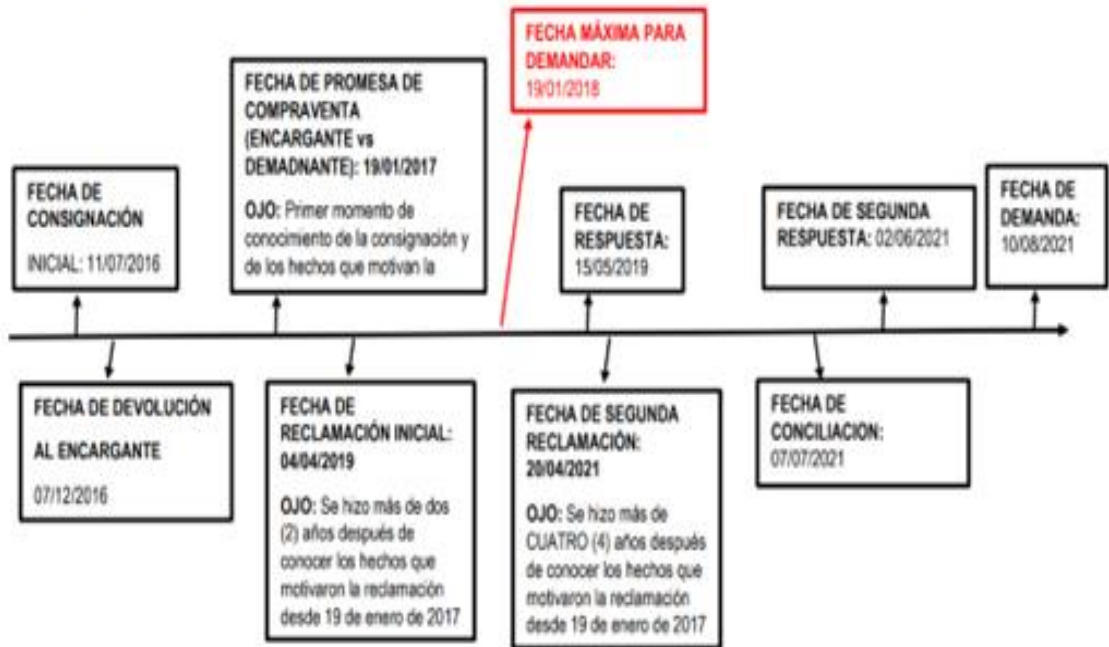 FECHA MÁXIMA PARA
DEMANDAR:
19/01/2018
FECHA DE PROMESA DE
COMPRAVENTA
(ENCARGANTE vs
DEMADNANTE): 19/01/2017
OJO: Primer momento de
conocimiento de la consignación y
de los hechos que motivan la
FECHA DE
CONSIGNACIÓN
INICIAL: 11/07/2016
FECHA DE
RESPUESTA:
15/05/2019
FECHA DE SEGUNDA
RESPUESTA: 02/06/2021
FECHA DE
DEMANDA:
10/08/2021
FECHA DE DEVOLUCIÓN
AL ENCARGANTE
07/12/2016
FECHA DE
RECLAMACIÓN INICIAL:
04/04/2019
OJO: Se hizo más de dos
(2) años después de
conocer los hechos que
motivaron la reclamación
desde 19 de enero de 2017
FECHA DE SEGUNDA
RECLAMACIÓN:
20/04/2021
OJO: Se hizo más de
CUATRO (4) años después
de conocer los hechos que
motivaron la reclamación
desde 19 de enero de 2017
FECHA DE
CONCILIACION:
07/07/2021